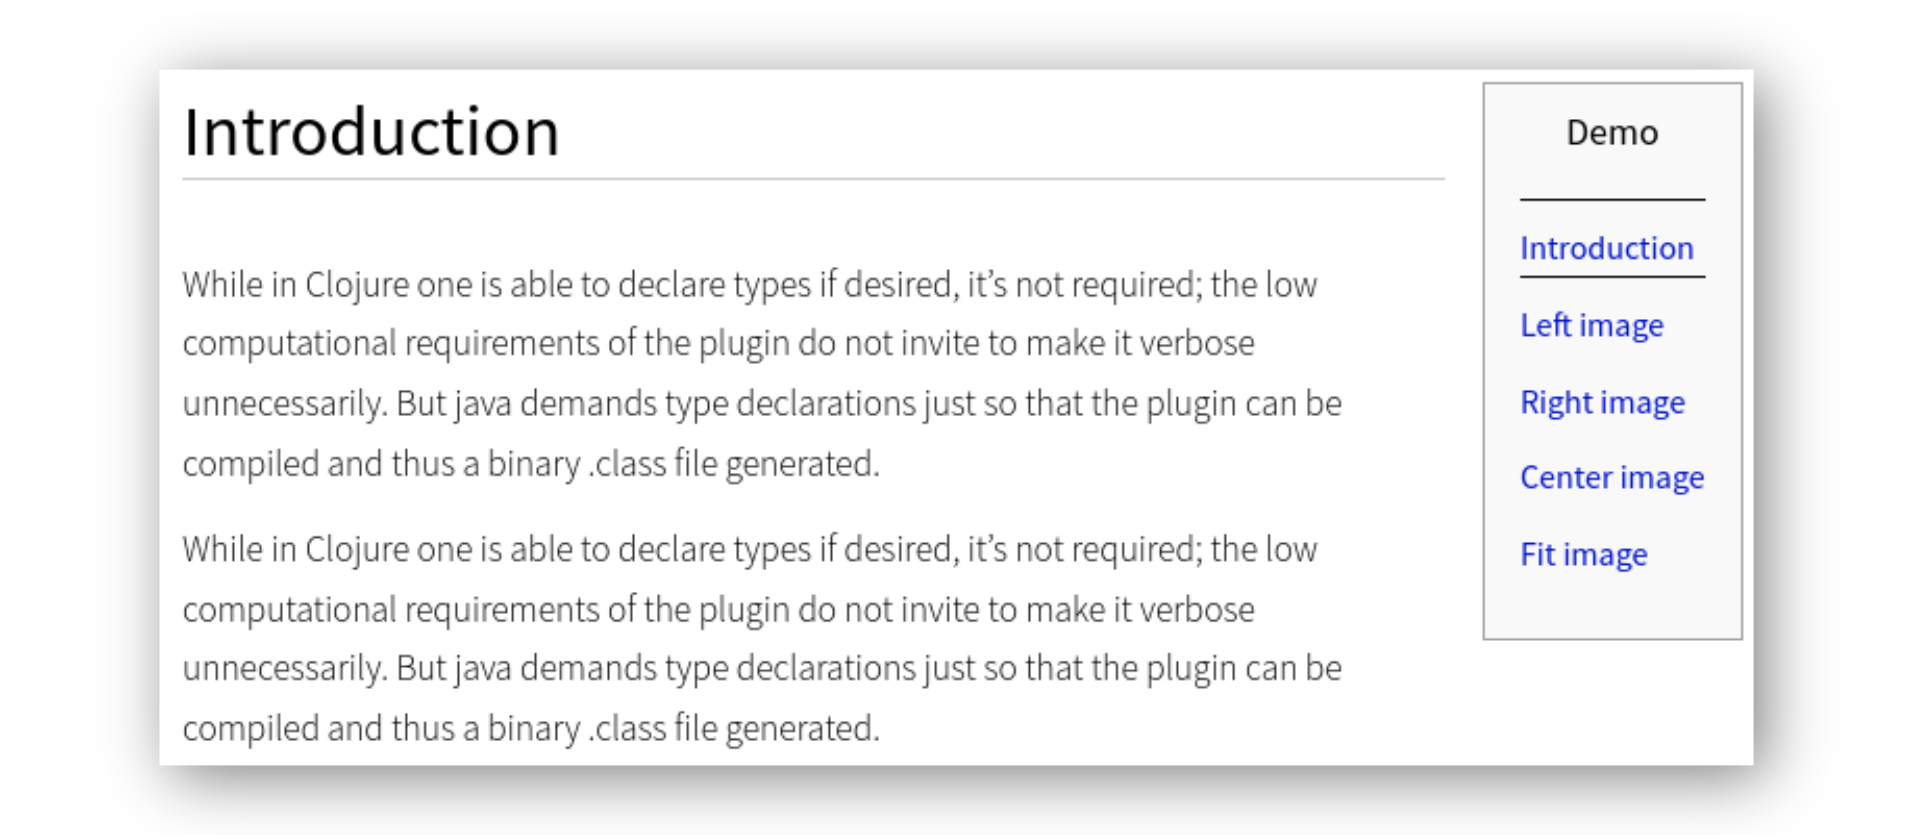 Introduction
While in Clojure one is able to declare types if desired, it’s not required; the low
computational requirements of the plugin do not invite to make it verbose
unnecessarily. But java demands type declarations just so that the plugin can be
compiled and thus a binary .class file generated.
While in Clojure one is able to declare types if desired, it’s not required; the low
computational requirements of the plugin do not invite to make it verbose
unnecessarily. But java demands type declarations just so that the plugin can be
compiled and thus a binary .class file generated.
Demo
Introduction
Left image
Right image
Center image
Fit image